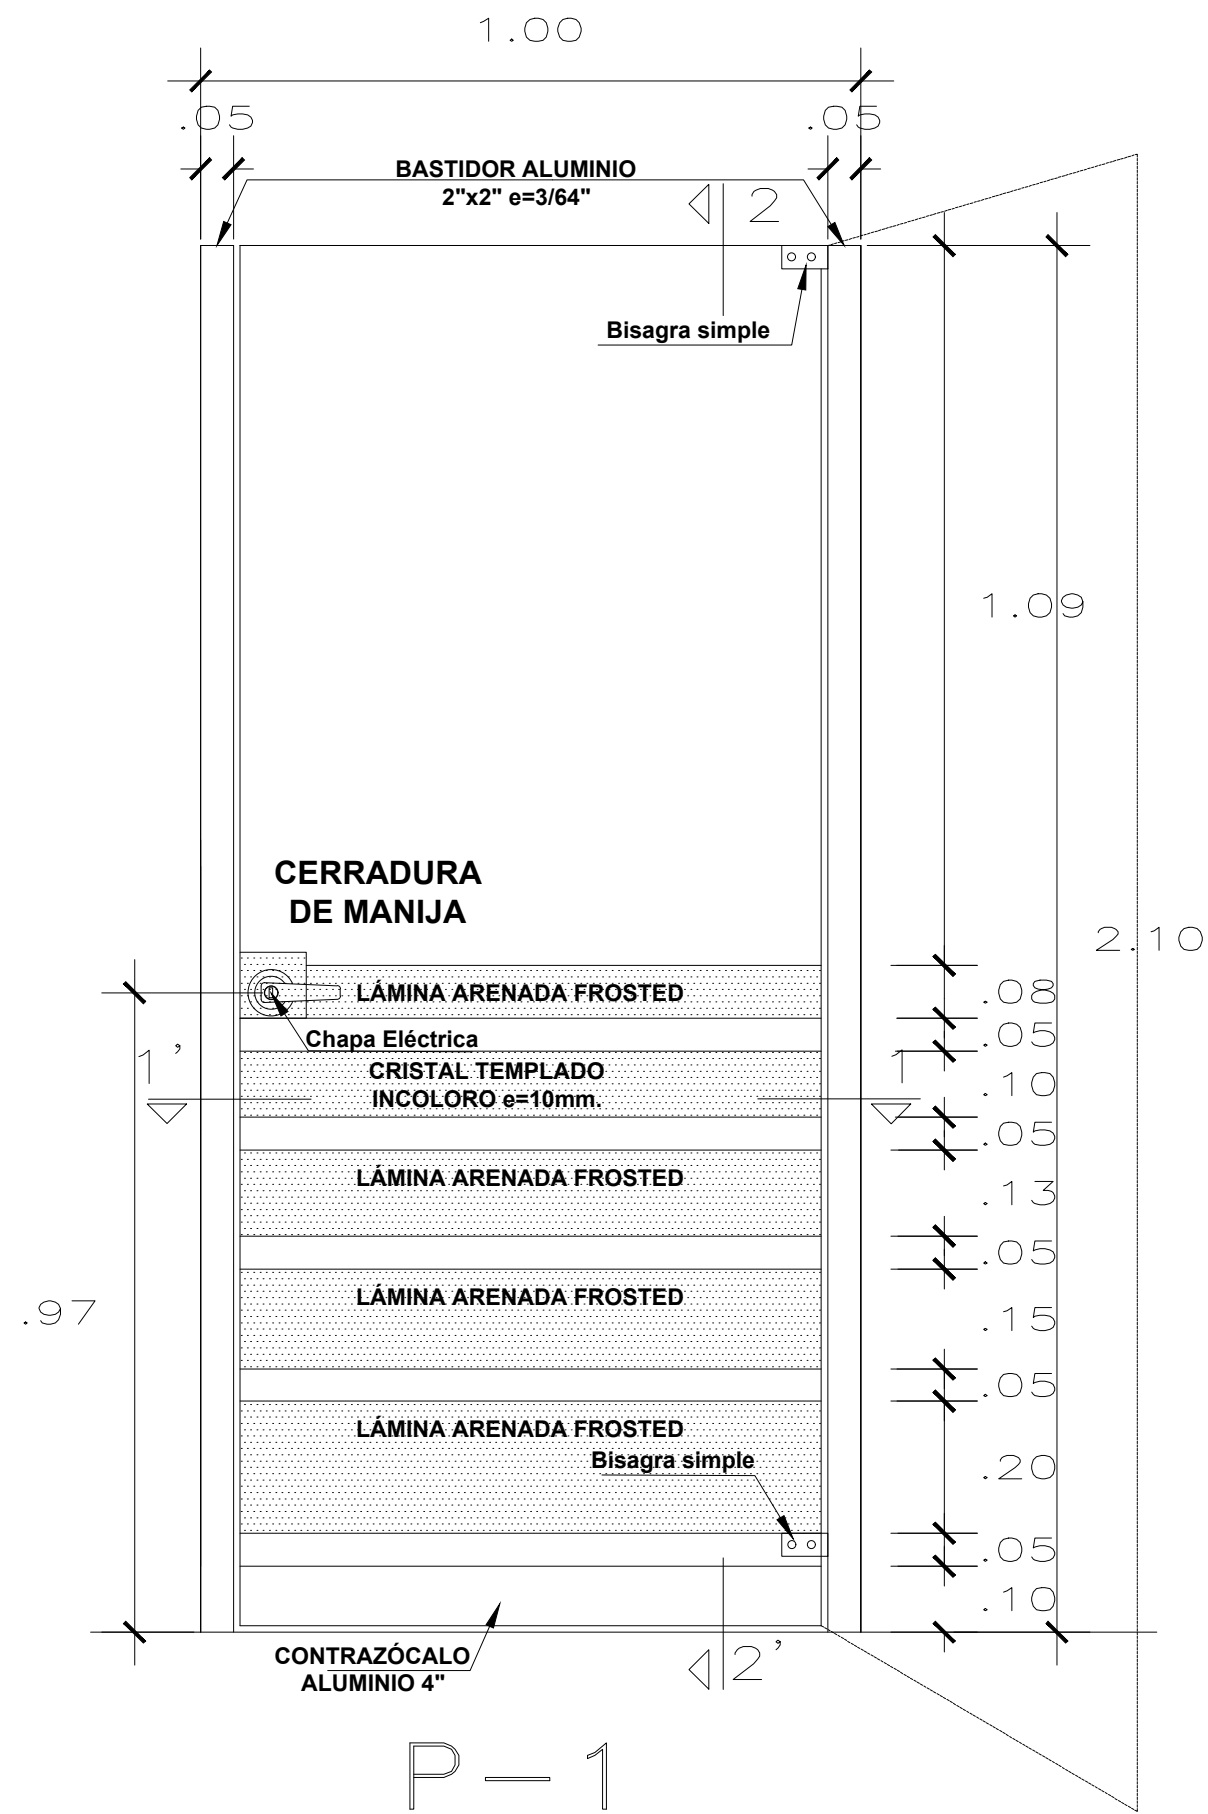 1.00
.05
.05
BASTIDOR ALUMINIO
2"x2" e=3/64"
2
Bisagra simple
1.09
CERRADURA
DE MANIJA
2.10
LÁMINA ARENADA FROSTED
.08
Chapa Eléctrica
.05
1'
1
CRISTAL TEMPLADO
INCOLORO e=10mm.
.10
.05
LÁMINA ARENADA FROSTED
.13
.05
LÁMINA ARENADA FROSTED
.97
.15
.05
LÁMINA ARENADA FROSTED
Bisagra simple
.20
.05
.10
CONTRAZÓCALO
ALUMINIO 4"
2'
P-1